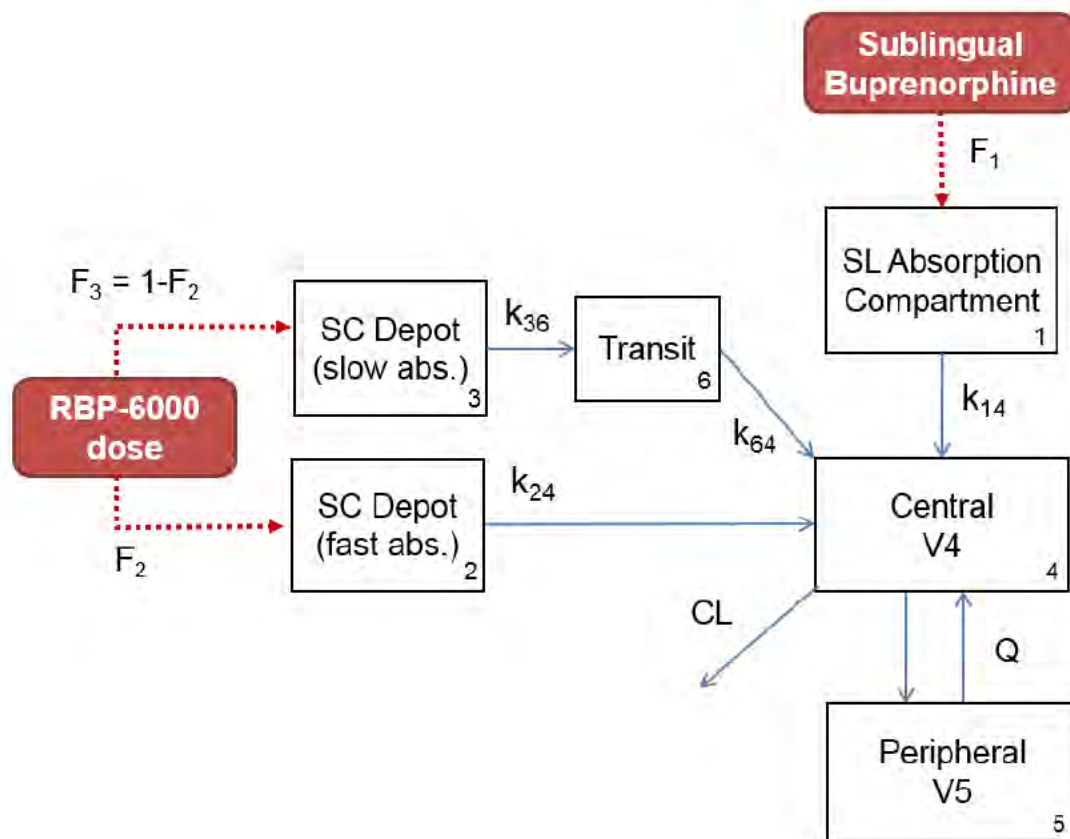 Sublingual
Buprenorphine
F₁
SL Absorption
Compartment
1
k₁₄
F₃ = 1-F₂
SC Depot
(slow abs.)
3
k₃₆
Transit
6
k₆₄
RBP-6000
dose
F₂
SC Depot
(fast abs.)
2
k₂₄
Central
V4
4
CL
Q
Peripheral
V5
5